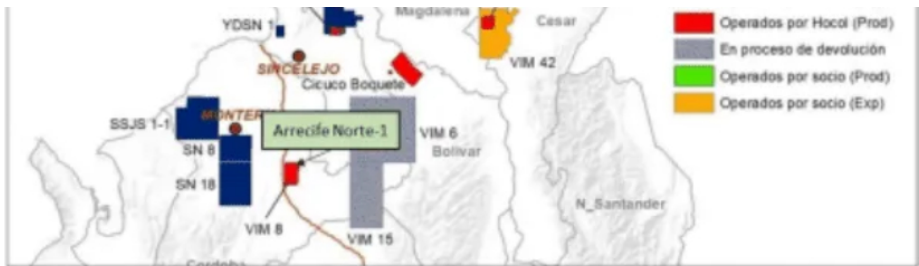 Magdalena
Cesar
YDSN 1
SINCELEJO
VIM 42
Cicuco Boquete
SSJS 1-1
MONTER
Arrecife Norte-1
VIM 6
Bolivar
SN 8
SN 18
N_Santander
VIM 8
VIM 15
Cordoba
Operados por Hocol (Prod)
En proceso de devolución
Operados por socio (Prod)
Operados por socio (Exp)